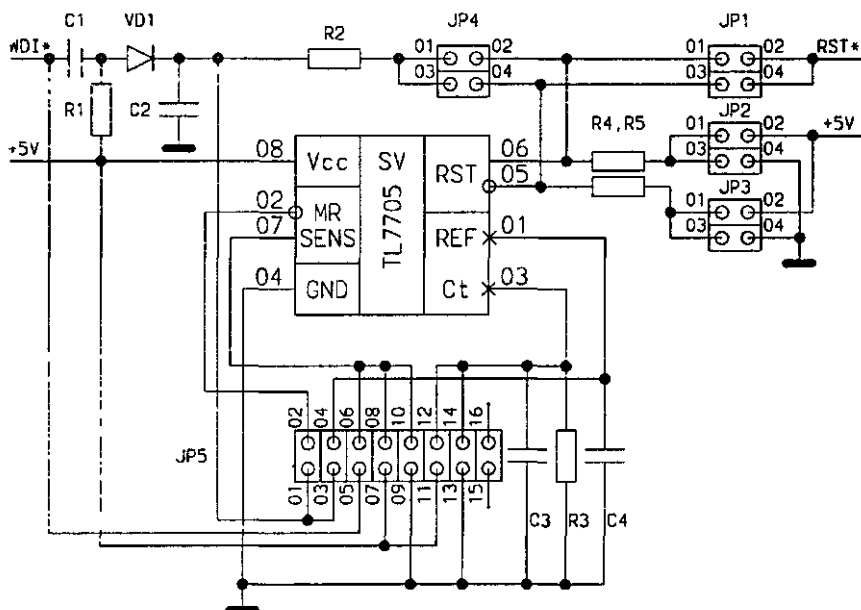 C1 VD1 JP4 JP1
WDI* R2 01 02 01 02 RST*
03 04 03 04
R1 C2 R4,R5 JP2 +5V
+5V 08 Vcc SV RST 06 01 02
05 03 04
02 MR JP3
07 SENS TL7705 REF 01 01 02
03 04
04 GND Ct 03
02 04 06 08 10 12 14 16
JP5
01 03 05 07 09 11 13 15
C3 R3 C4